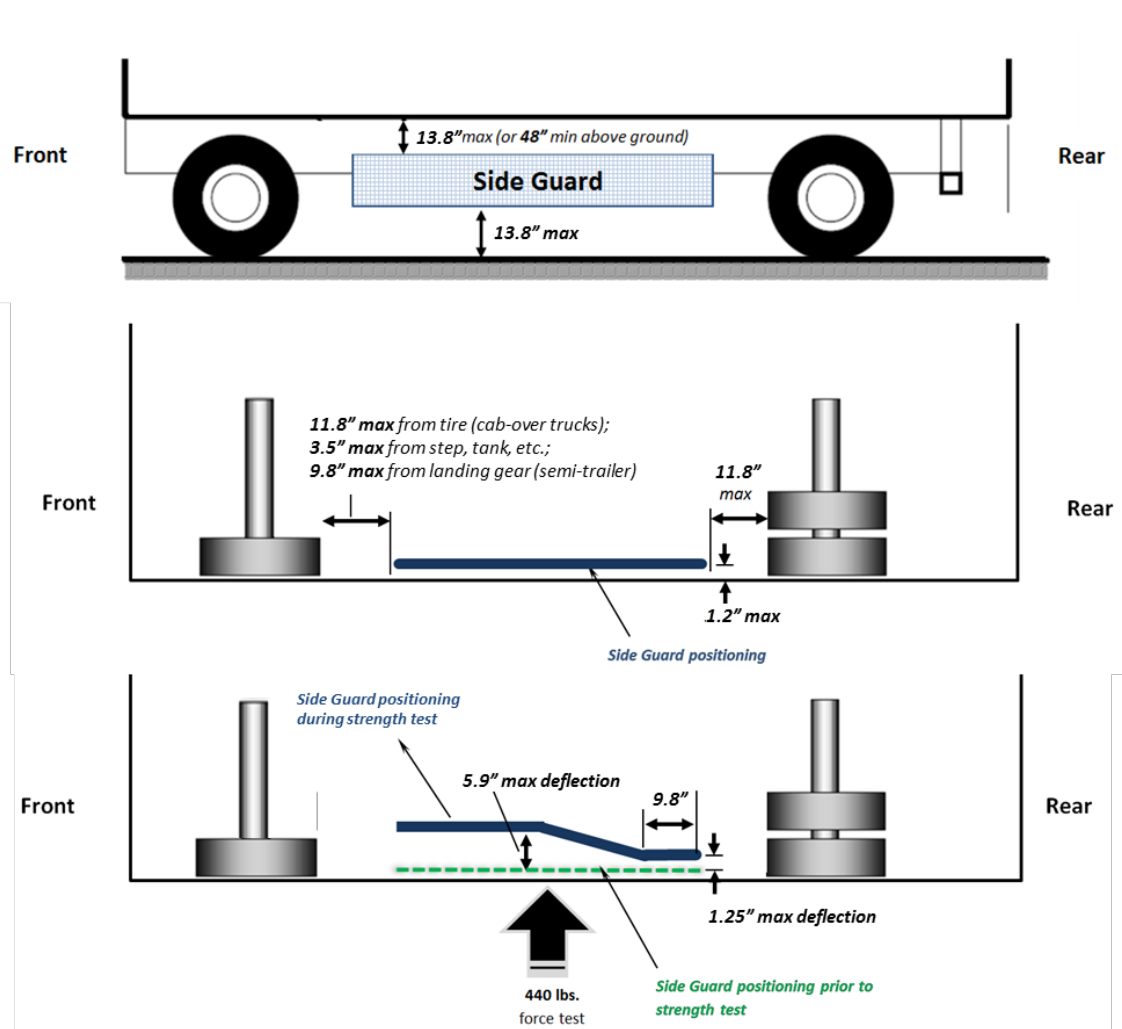 13.8” max (or 48” min above ground)
Front
Rear
Side Guard
13.8” max
11.8” max from tire (cab-over trucks);
3.5” max from step, tank, etc.;
9.8” max from landing gear (semi-trailer)
11.8”
max
Front
Rear
1.2” max
Side Guard positioning
Side Guard positioning
during strength test
5.9” max deflection
9.8”
Front
Rear
1.25” max deflection
440 lbs.
force test
Side Guard positioning prior to
strength test